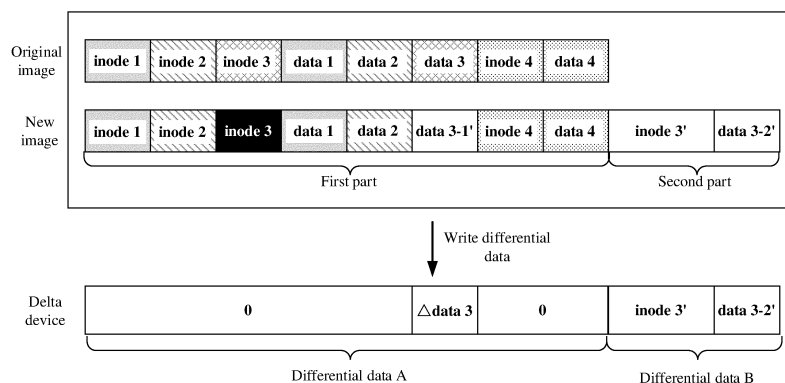 Original image
inode 1 inode 2 inode 3 data 1 data 2 data 3 inode 4 data 4
New image
inode 1 inode 2 inode 3 data 1 data 2 data 3-1' inode 4 data 4 inode 3' data 3-2'
First part Second part
Write differential
data
Delta device
0 △data 3 0 inode 3' data 3-2'
Differential data A Differential data B